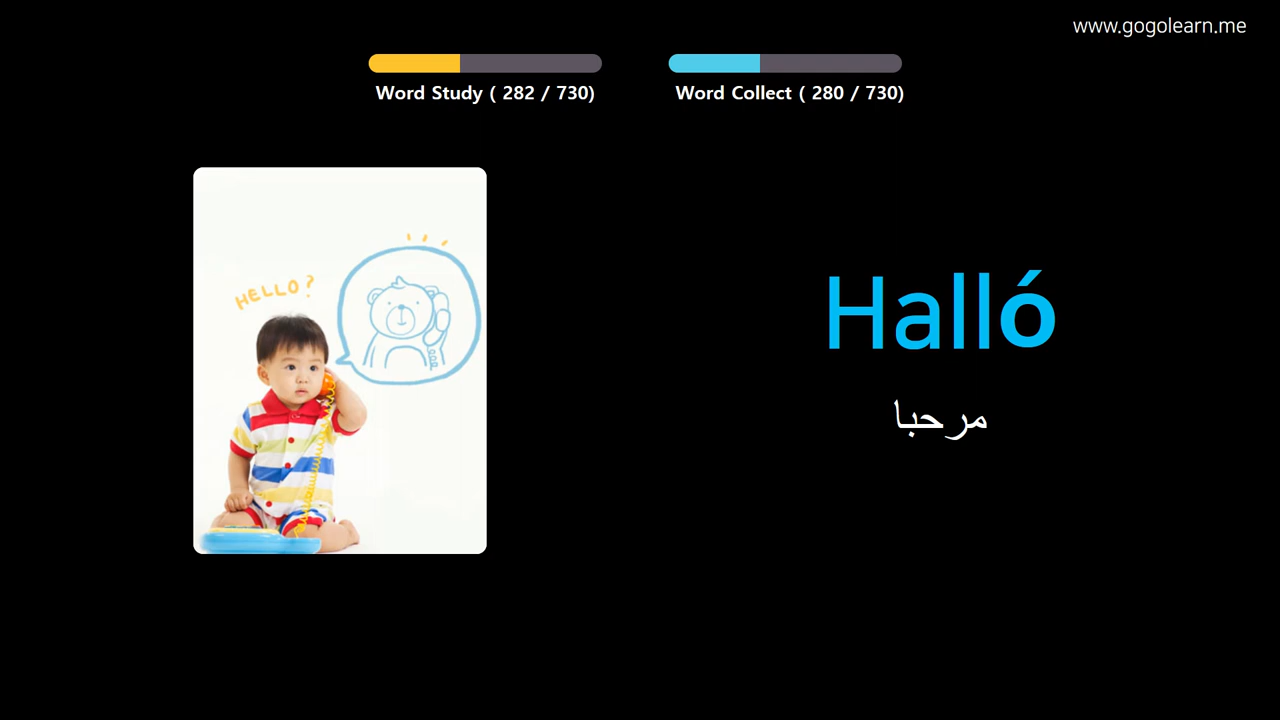 www.gogolearn.me
Word Study ( 282 / 730)
Word Collect ( 280 / 730)
HELLO?
Halló
مرحبا